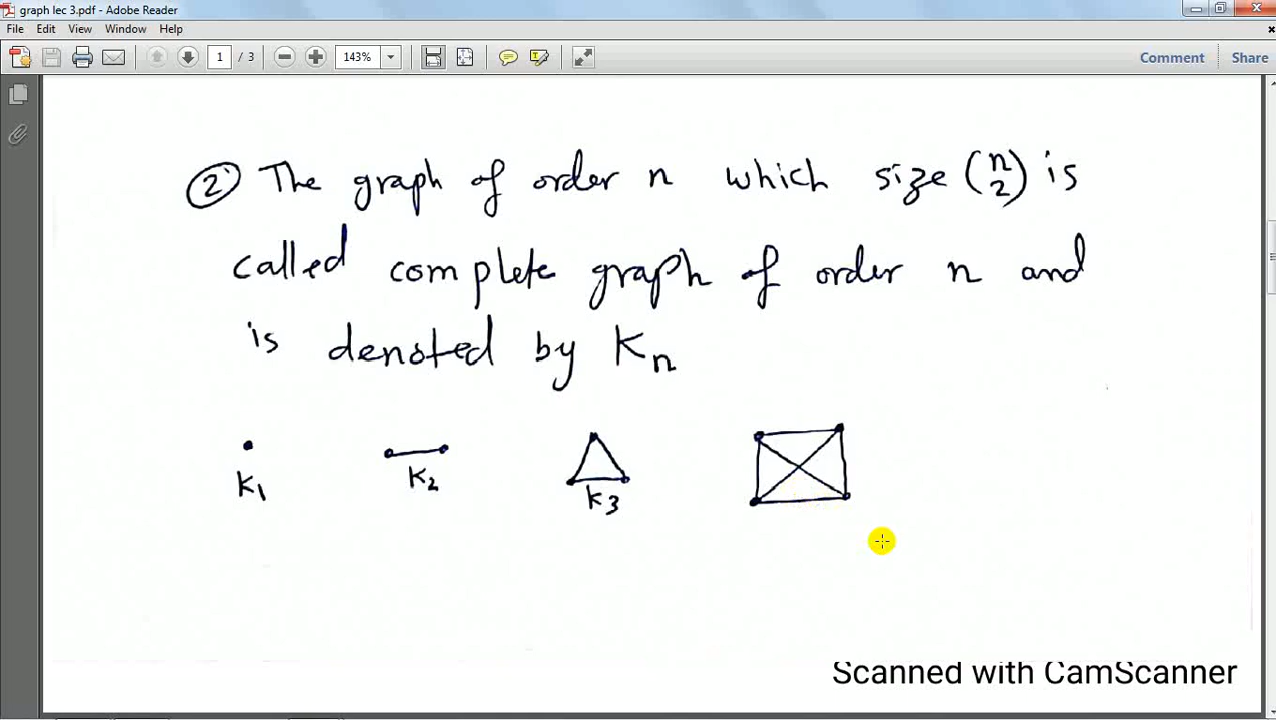 graph lec 3.pdf - Adobe Reader
File Edit View Window Help
1 / 3 143% Comment Share
② The graph of order n which size (n 2) is
called complete graph of order n and
is denoted by Kn
K1 K2 K3
Scanned with CamScanner